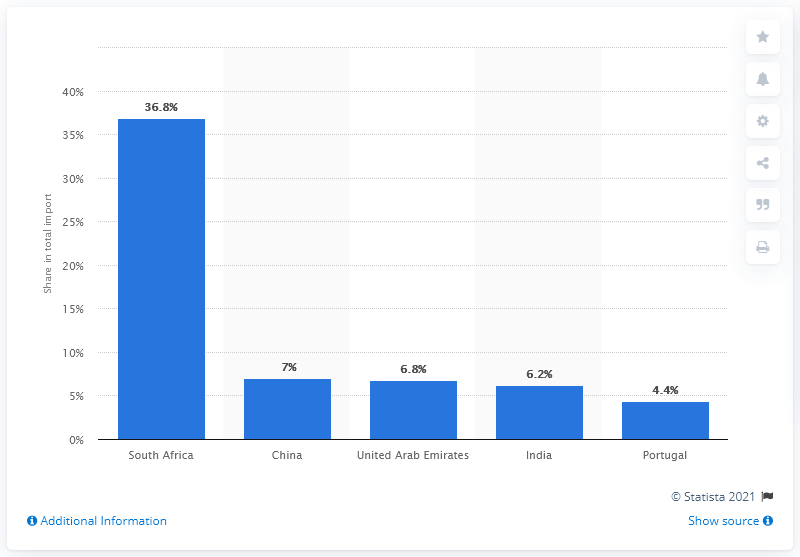 Share in total import
40%
35%
30%
25%
20%
15%
10%
5%
0%
36.8%
7%
6.8%
6.2%
4.4%
South Africa
China
United Arab Emirates
India
Portugal
© Statista 2021
Additional Information
Show source